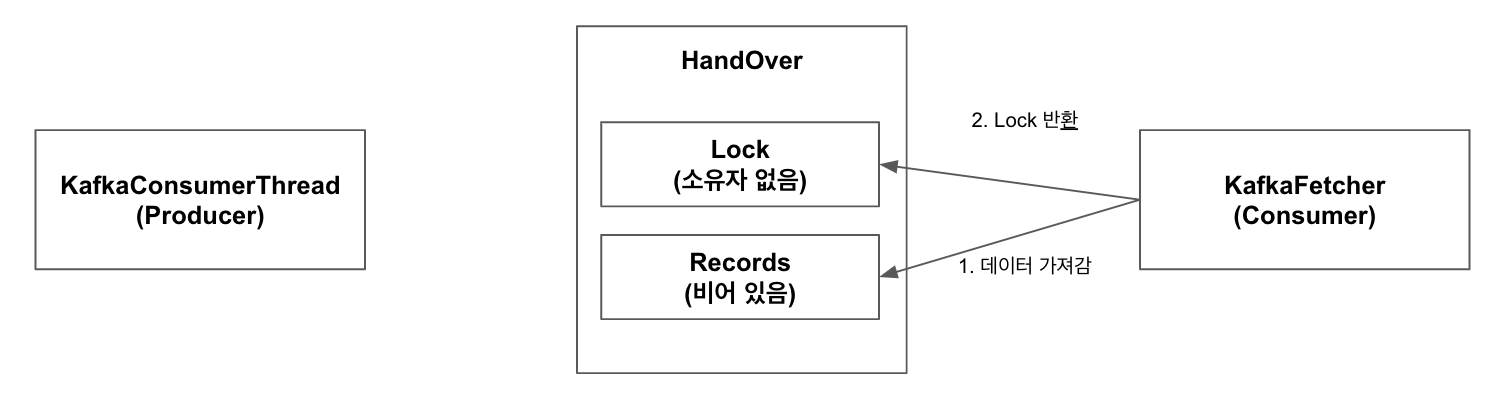 HandOver
KafkaConsumerThread
(Producer)
Lock
(소유자 없음)
Records
(비어 있음)
2. Lock 반환
1. 데이터 가져감
KafkaFetcher
(Consumer)